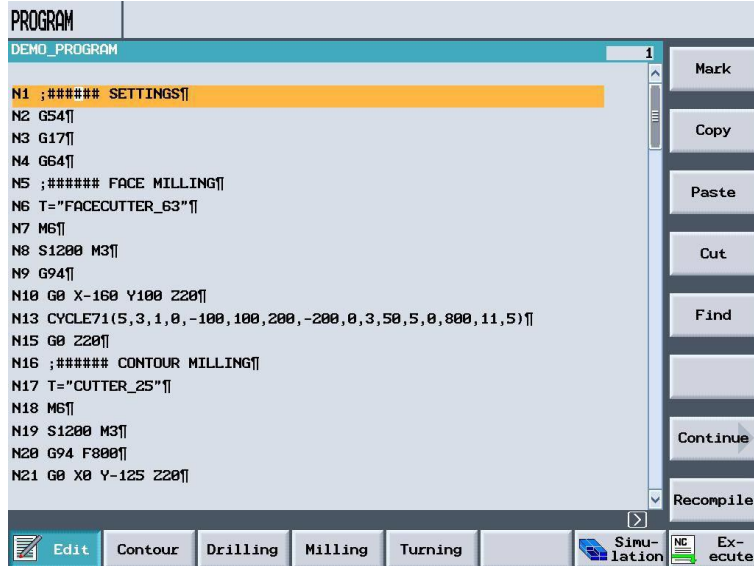 PROGRAM
DEMO_PROGRAM 1
N1 ;###### SETTINGS¶
N2 G54¶
N3 G17¶
N4 G64¶
N5 ;###### FACE MILLING¶
N6 T="FACECUTTER_63"¶
N7 M6¶
N8 S1200 M3¶
N9 G94¶
N10 G0 X-160 Y100 Z20¶
N13 CYCLE71(5,3,1,0,-100,100,200,-200,0,3,50,5,0,800,11,5)¶
N15 G0 Z20¶
N16 ;###### CONTOUR MILLING¶
N17 T="CUTTER_25"¶
N18 M6¶
N19 S1200 M3¶
N20 G94 F800¶
N21 G0 X0 Y-125 Z20¶
Mark
Copy
Paste
Cut
Find
Continue
Recompile
Edit
Contour
Drilling
Milling
Turning
Simu-
lation
NC
Ex-
ecute